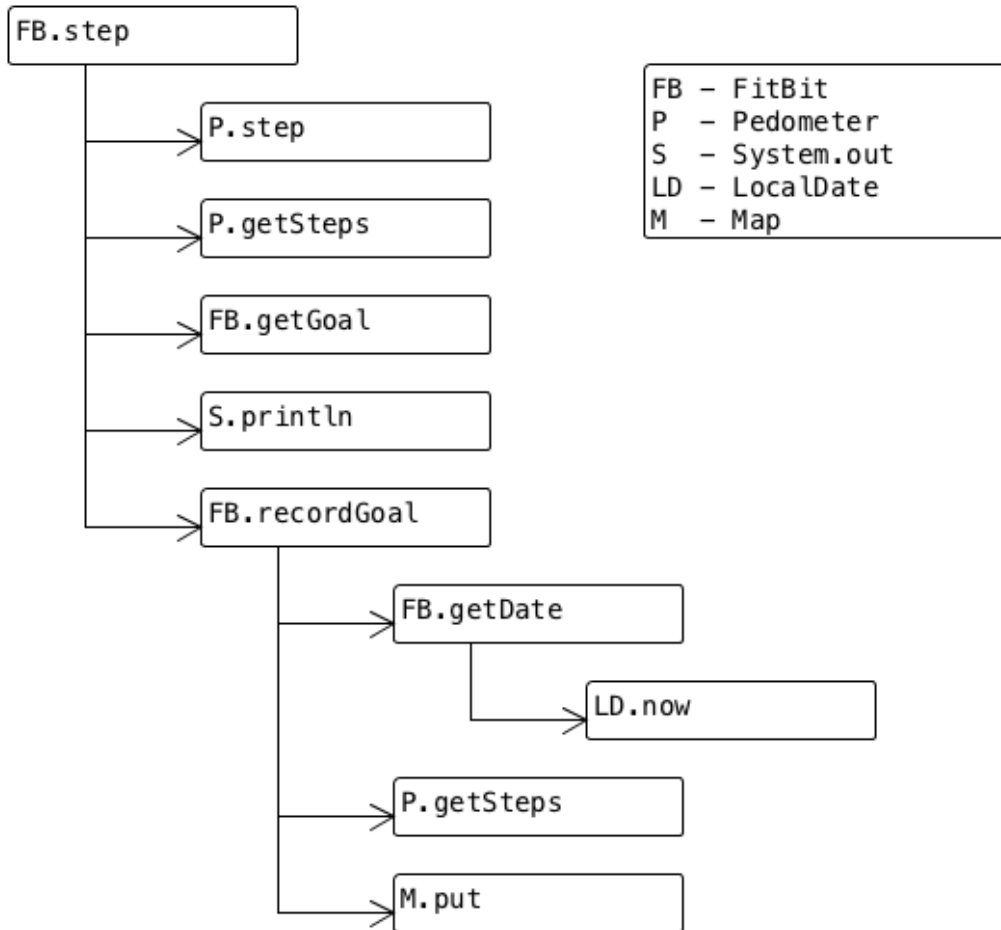 FB.step
P.step
FB – FitBit
P – Pedometer
S – System.out
LD – LocalDate
M – Map
P.getSteps
FB.getGoal
S.println
FB.recordGoal
FB.getDate
LD.now
P.getSteps
M.put